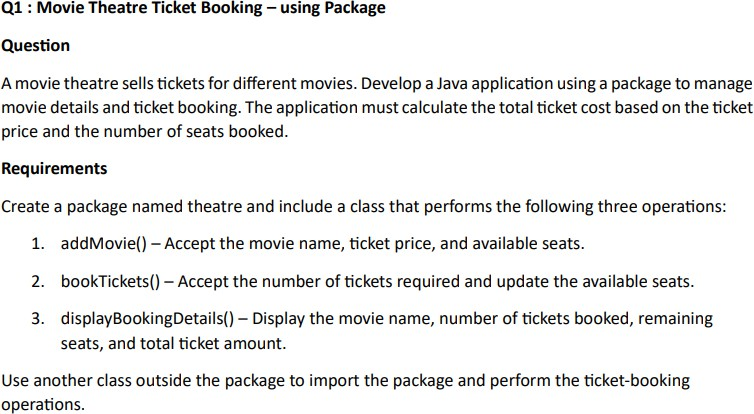 Q1 : Movie Theatre Ticket Booking – using Package
Question
A movie theatre sells tickets for different movies. Develop a Java application using a package to manage
movie details and ticket booking. The application must calculate the total ticket cost based on the ticket
price and the number of seats booked.
Requirements
Create a package named theatre and include a class that performs the following three operations:
1. addMovie() – Accept the movie name, ticket price, and available seats.
2. bookTickets() – Accept the number of tickets required and update the available seats.
3. displayBookingDetails() – Display the movie name, number of tickets booked, remaining
seats, and total ticket amount.
Use another class outside the package to import the package and perform the ticket-booking
operations.